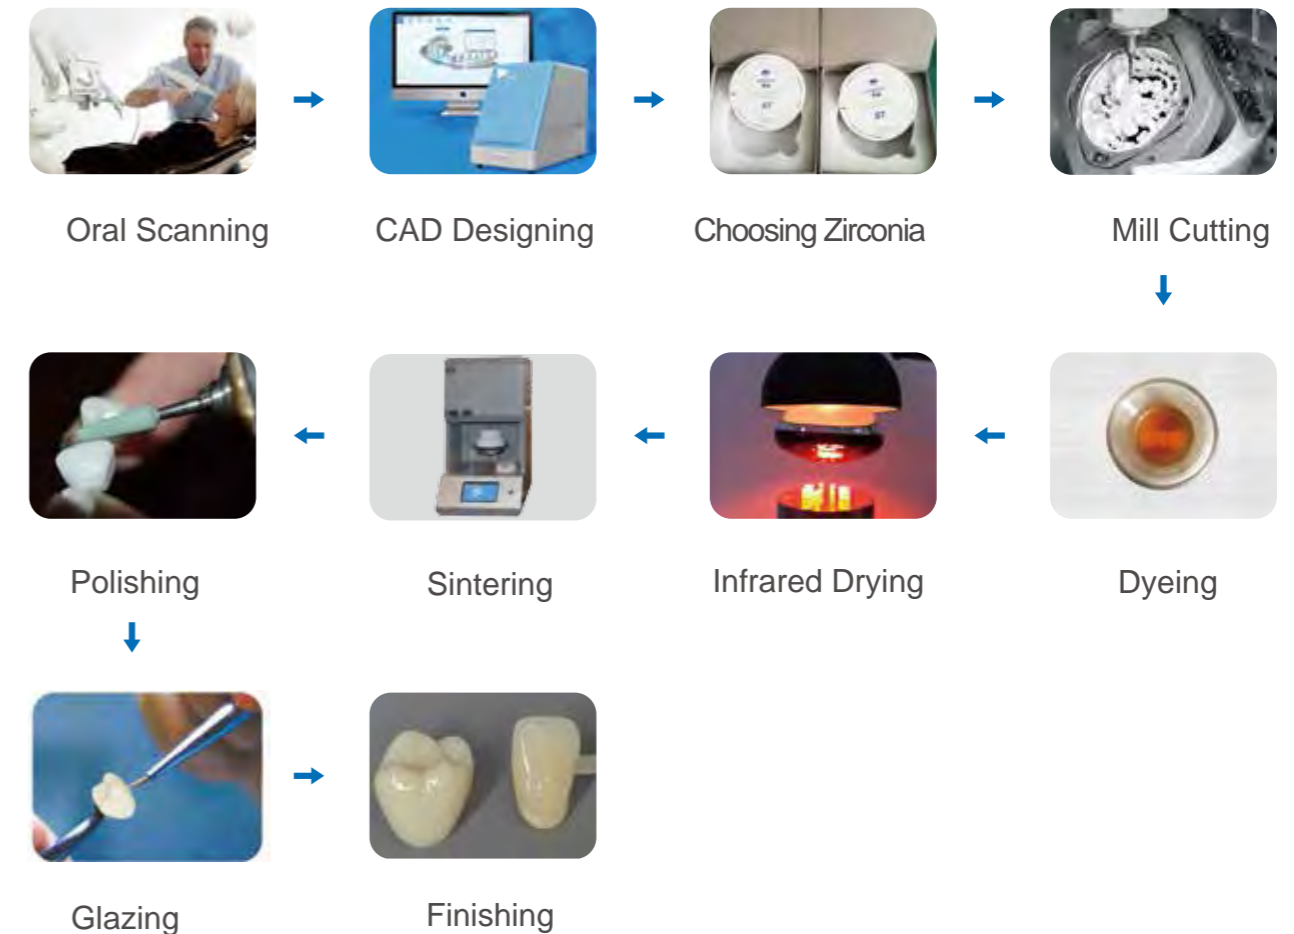 Oral Scanning
CAD Designing
Choosing Zirconia
Mill Cutting
Dyeing
Infrared Drying
Sintering
Polishing
Glazing
Finishing